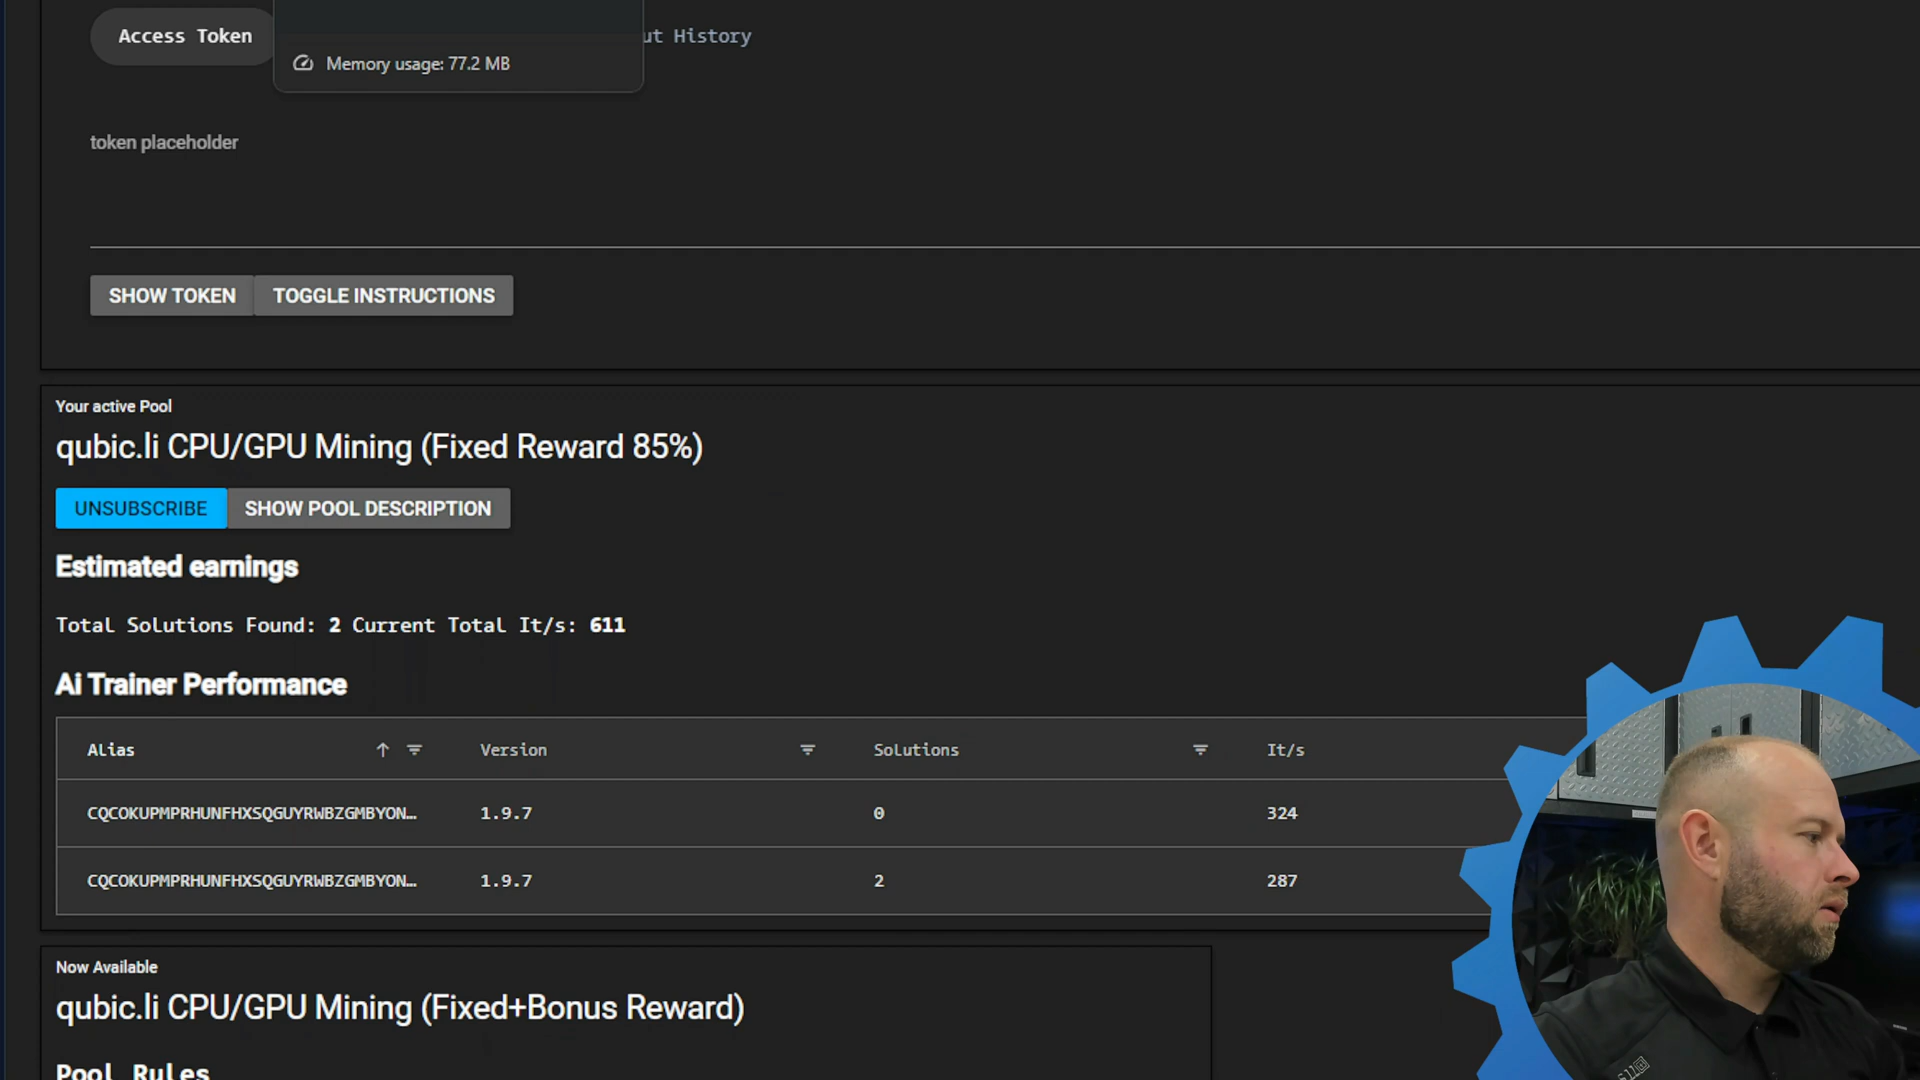 Access Token
ut History
Memory usage: 77.2 MB
token placeholder
SHOW TOKEN
TOGGLE INSTRUCTIONS
Your active Pool
qubic.li CPU/GPU Mining (Fixed Reward 85%)
UNSUBSCRIBE
SHOW POOL DESCRIPTION
Estimated earnings
Total Solutions Found: 2 Current Total It/s: 611
Ai Trainer Performance
Alias
Version
Solutions
It/s
CQCOKUPMPRHUNFHXSQGUYRWBZGMBYON…
1.9.7
0
324
CQCOKUPMPRHUNFHXSQGUYRWBZGMBYON…
1.9.7
2
287
Now Available
qubic.li CPU/GPU Mining (Fixed+Bonus Reward)
Pool Rules
5.11